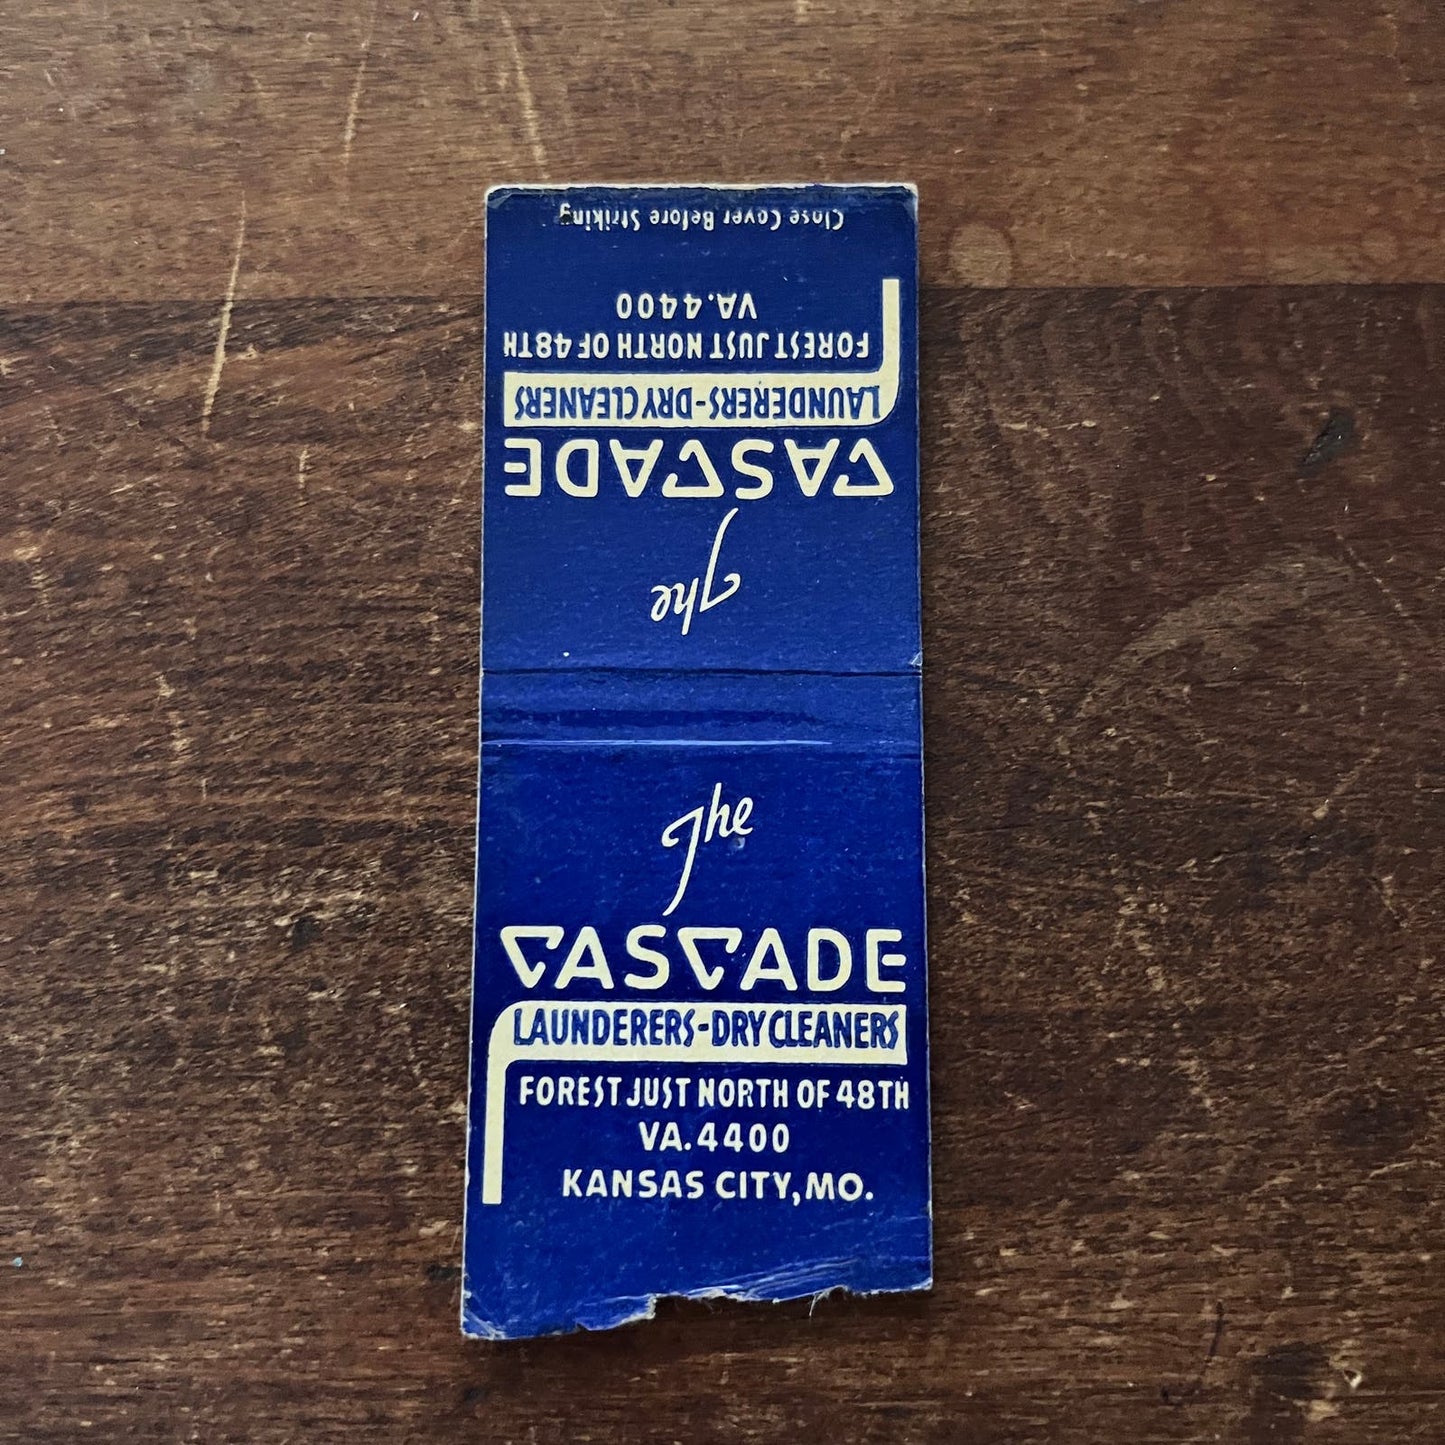 Close Cover Before Striking
VA.4400
FOREST JUST NORTH OF 48TH
LAUNDERERS-DRY CLEANERS
CASCADE
The
The
CASCADE
LAUNDERERS-DRY CLEANERS
FOREST JUST NORTH OF 48TH
VA.4400
KANSAS CITY, MO.